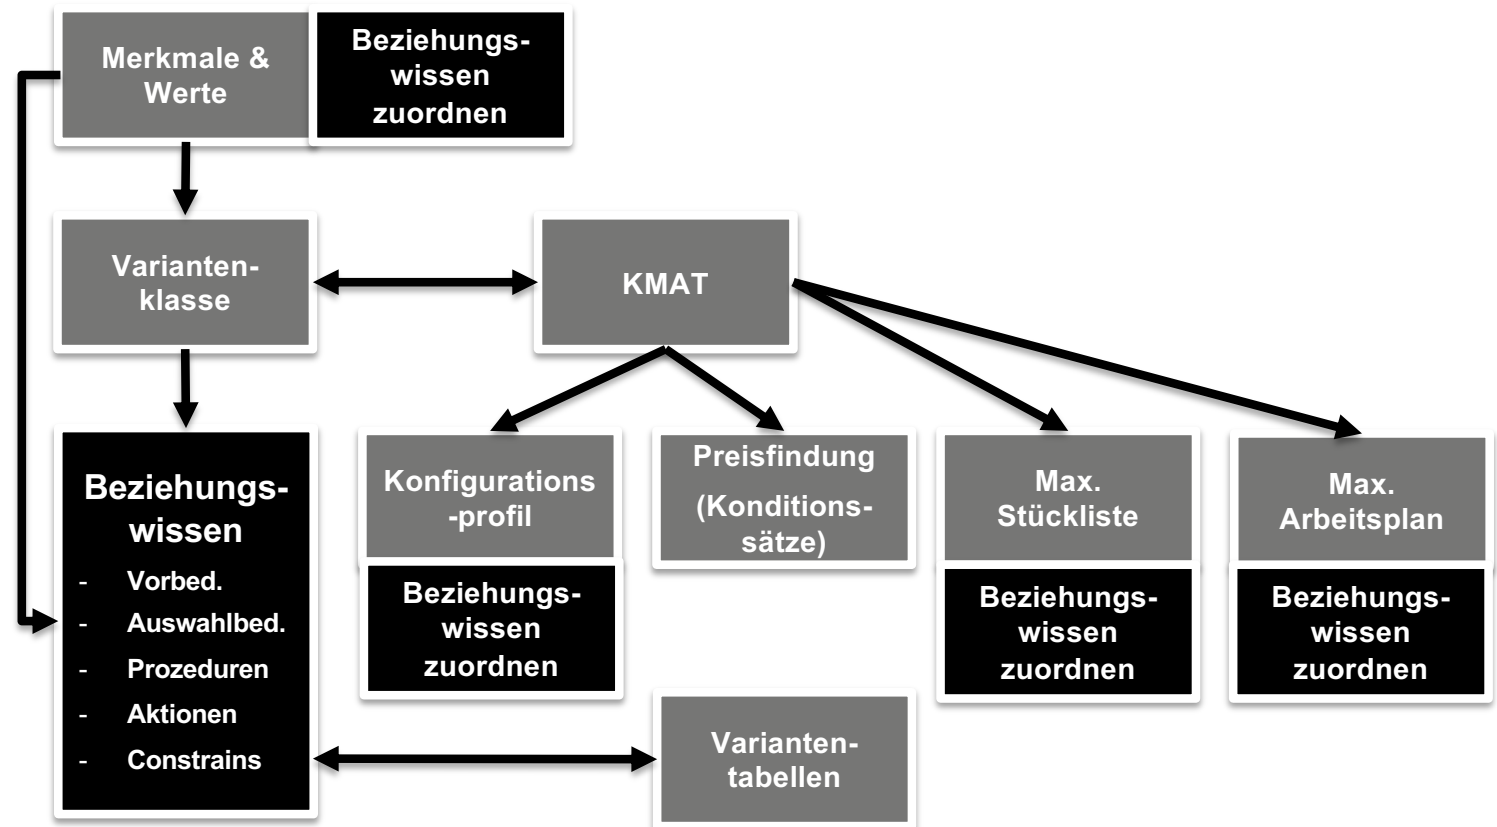 Merkmale &
Werte
Beziehungs-
wissen
zuordnen
Varianten-
klasse
KMAT
Beziehungs-
wissen
- Vorbed.
- Auswahlbed.
- Prozeduren
- Aktionen
- Constrains
Konfigurations
-profil
Beziehungs-
wissen
zuordnen
Preisfindung
(Konditions-
sätze)
Max.
Stückliste
Beziehungs-
wissen
zuordnen
Max.
Arbeitsplan
Beziehungs-
wissen
zuordnen
Varianten-
tabellen